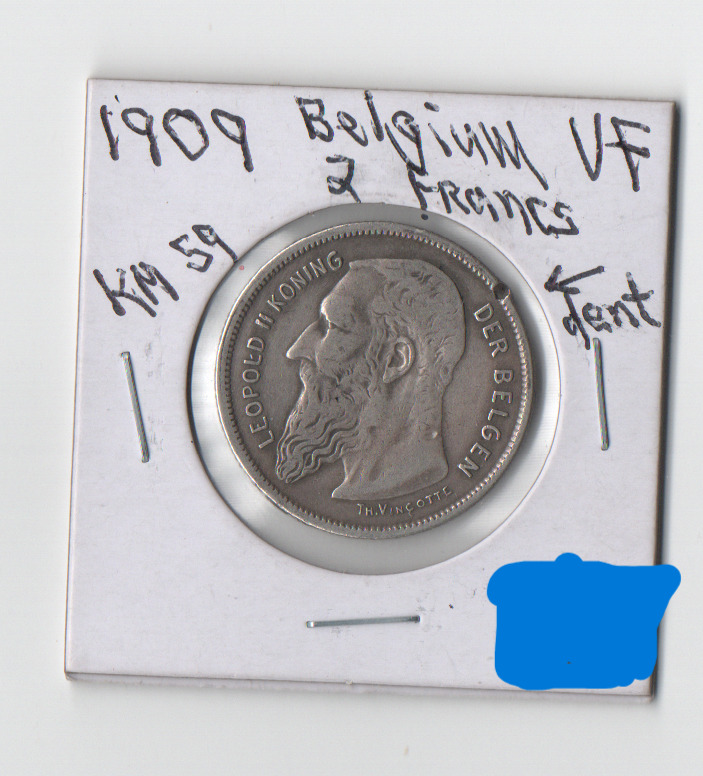 1909 Belgium VF
2 Francs
KM 59
← dent
LEOPOLD II KONING DER BELGEN
TH. VINÇOTTE